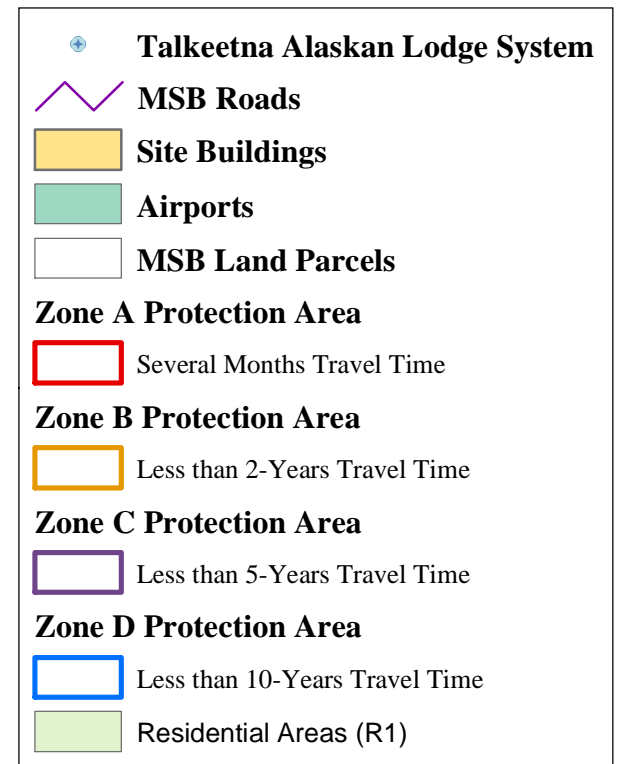 Talkeetna Alaskan Lodge System
MSB Roads
Site Buildings
Airports
MSB Land Parcels
Zone A Protection Area
Several Months Travel Time
Zone B Protection Area
Less than 2-Years Travel Time
Zone C Protection Area
Less than 5-Years Travel Time
Zone D Protection Area
Less than 10-Years Travel Time
Residential Areas (R1)